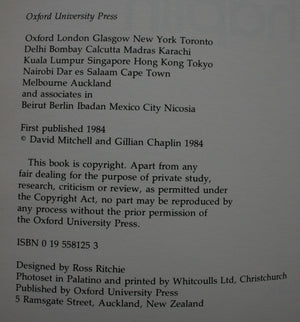 Oxford University Press
Oxford London Glasgow New York Toronto
Delhi Bombay Calcutta Madras Karachi
Kuala Lumpur Singapore Hong Kong Tokyo
Nairobi Dar es Salaam Cape Town
Melbourne Auckland
and associates in
Beirut Berlin Ibadan Mexico City Nicosia
First published 1984
© David Mitchell and Gillian Chaplin 1984
This book is copyright. Apart from any
fair dealing for the purpose of private study,
research, criticism or review, as permitted under
the Copyright Act, no part may be reproduced by
any process without the prior permission of
the Oxford University Press.
ISBN 0 19 558125 3
Designed by Ross Ritchie
Photoset in Palatino and printed by Whitcoulls Ltd, Christchurch
Published by Oxford University Press
5 Ramsgate Street, Auckland, New Zealand